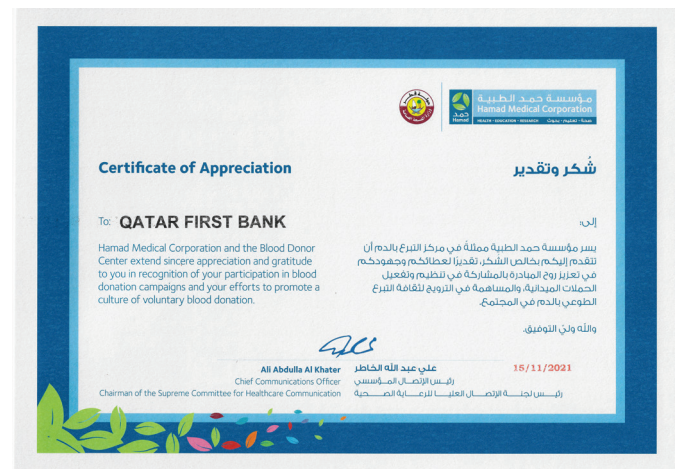 مؤسسة حمد الطبية
Hamad Medical Corporation
HEALTH • EDUCATION • RESEARCH صحة • تعليم • بحوث
حمد
Hamad
Certificate of Appreciation
شُكر وتقدير
To: QATAR FIRST BANK
إلى:
Hamad Medical Corporation and the Blood Donor
Center extend sincere appreciation and gratitude
to you in recognition of your participation in blood
donation campaigns and your efforts to promote a
culture of voluntary blood donation.
يسر مؤسسة حمد الطبية ممثلةً في مركز التبرع بالدم أن
تتقدم إليكم بخالص الشكر، تقديرًا لعطائكم وجهودكم
في تعزيز روح المبادرة بالمشاركة في تنظيم وتفعيل
الحملات الميدانية، والمساهمة في الترويج لثقافة التبرع
الطوعي بالدم في المجتمع.
والله وليّ التوفيق،
Ali Abdulla Al Khater
Chief Communications Officer
Chairman of the Supreme Committee for Healthcare Communication
علي عبد الله الخاطر
رئيس الإتصال المؤسسي
رئيس لجنة الإتصال العليا للرعاية الصحية
15/11/2021